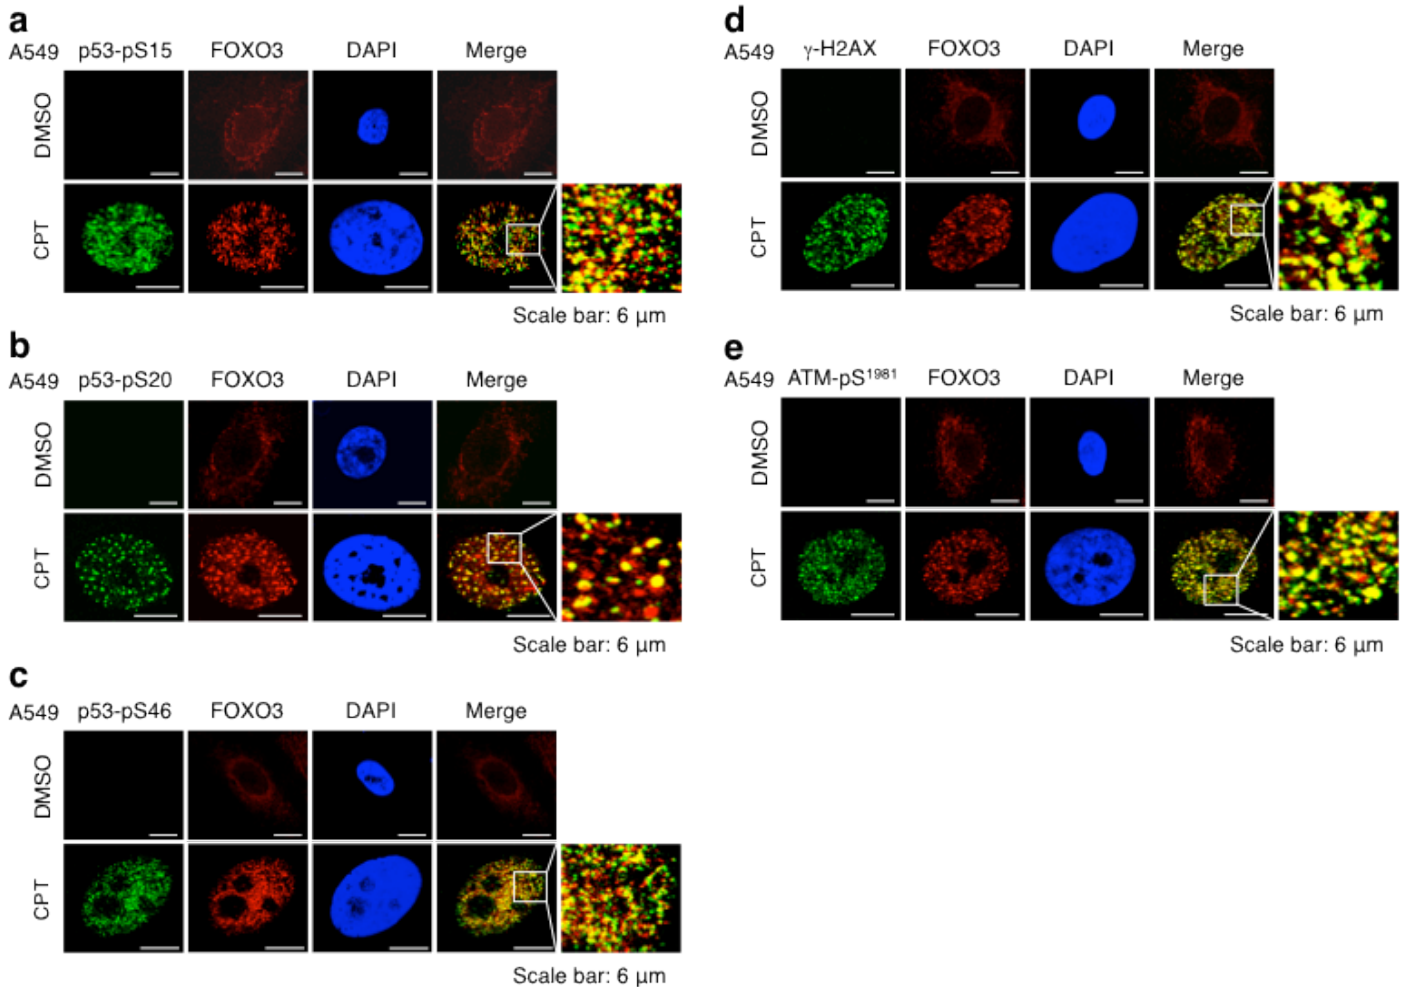 a
A549 p53-pS15 FOXO3 DAPI Merge
DMSO
CPT
Scale bar: 6 μm
b
A549 p53-pS20 FOXO3 DAPI Merge
DMSO
CPT
Scale bar: 6 μm
c
A549 p53-pS46 FOXO3 DAPI Merge
DMSO
CPT
Scale bar: 6 μm
d
A549 γ-H2AX FOXO3 DAPI Merge
DMSO
CPT
Scale bar: 6 μm
e
A549 ATM-pS¹⁹⁸¹ FOXO3 DAPI Merge
DMSO
CPT
Scale bar: 6 μm